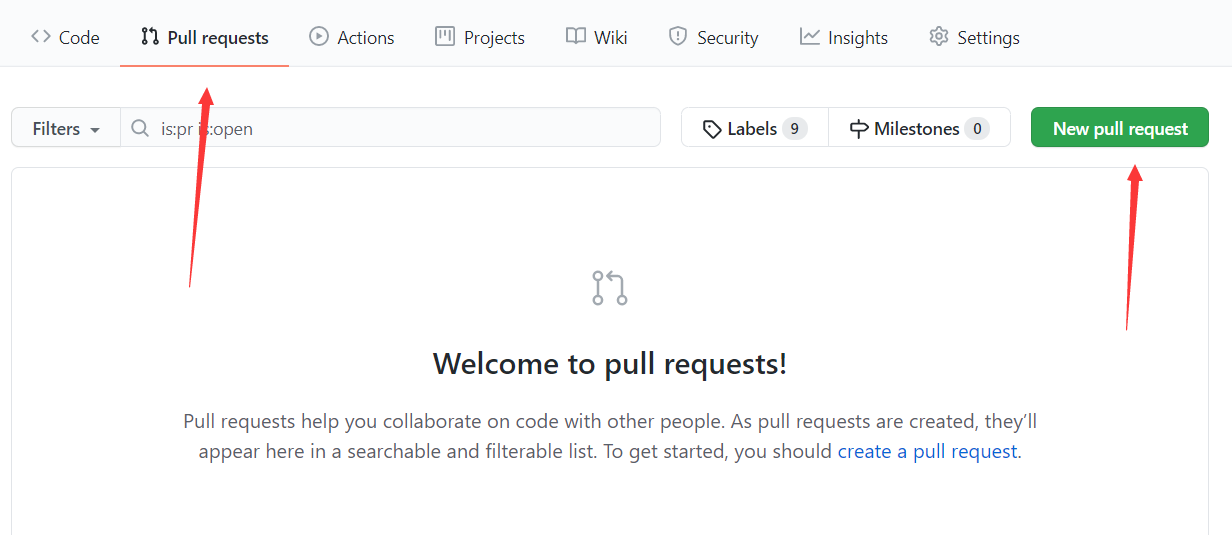 Code Pull requests Actions Projects Wiki Security Insights Settings
Filters is:pr is:open Labels 9 Milestones 0 New pull request
Welcome to pull requests!
Pull requests help you collaborate on code with other people. As pull requests are created, they’ll
appear here in a searchable and filterable list. To get started, you should create a pull request.